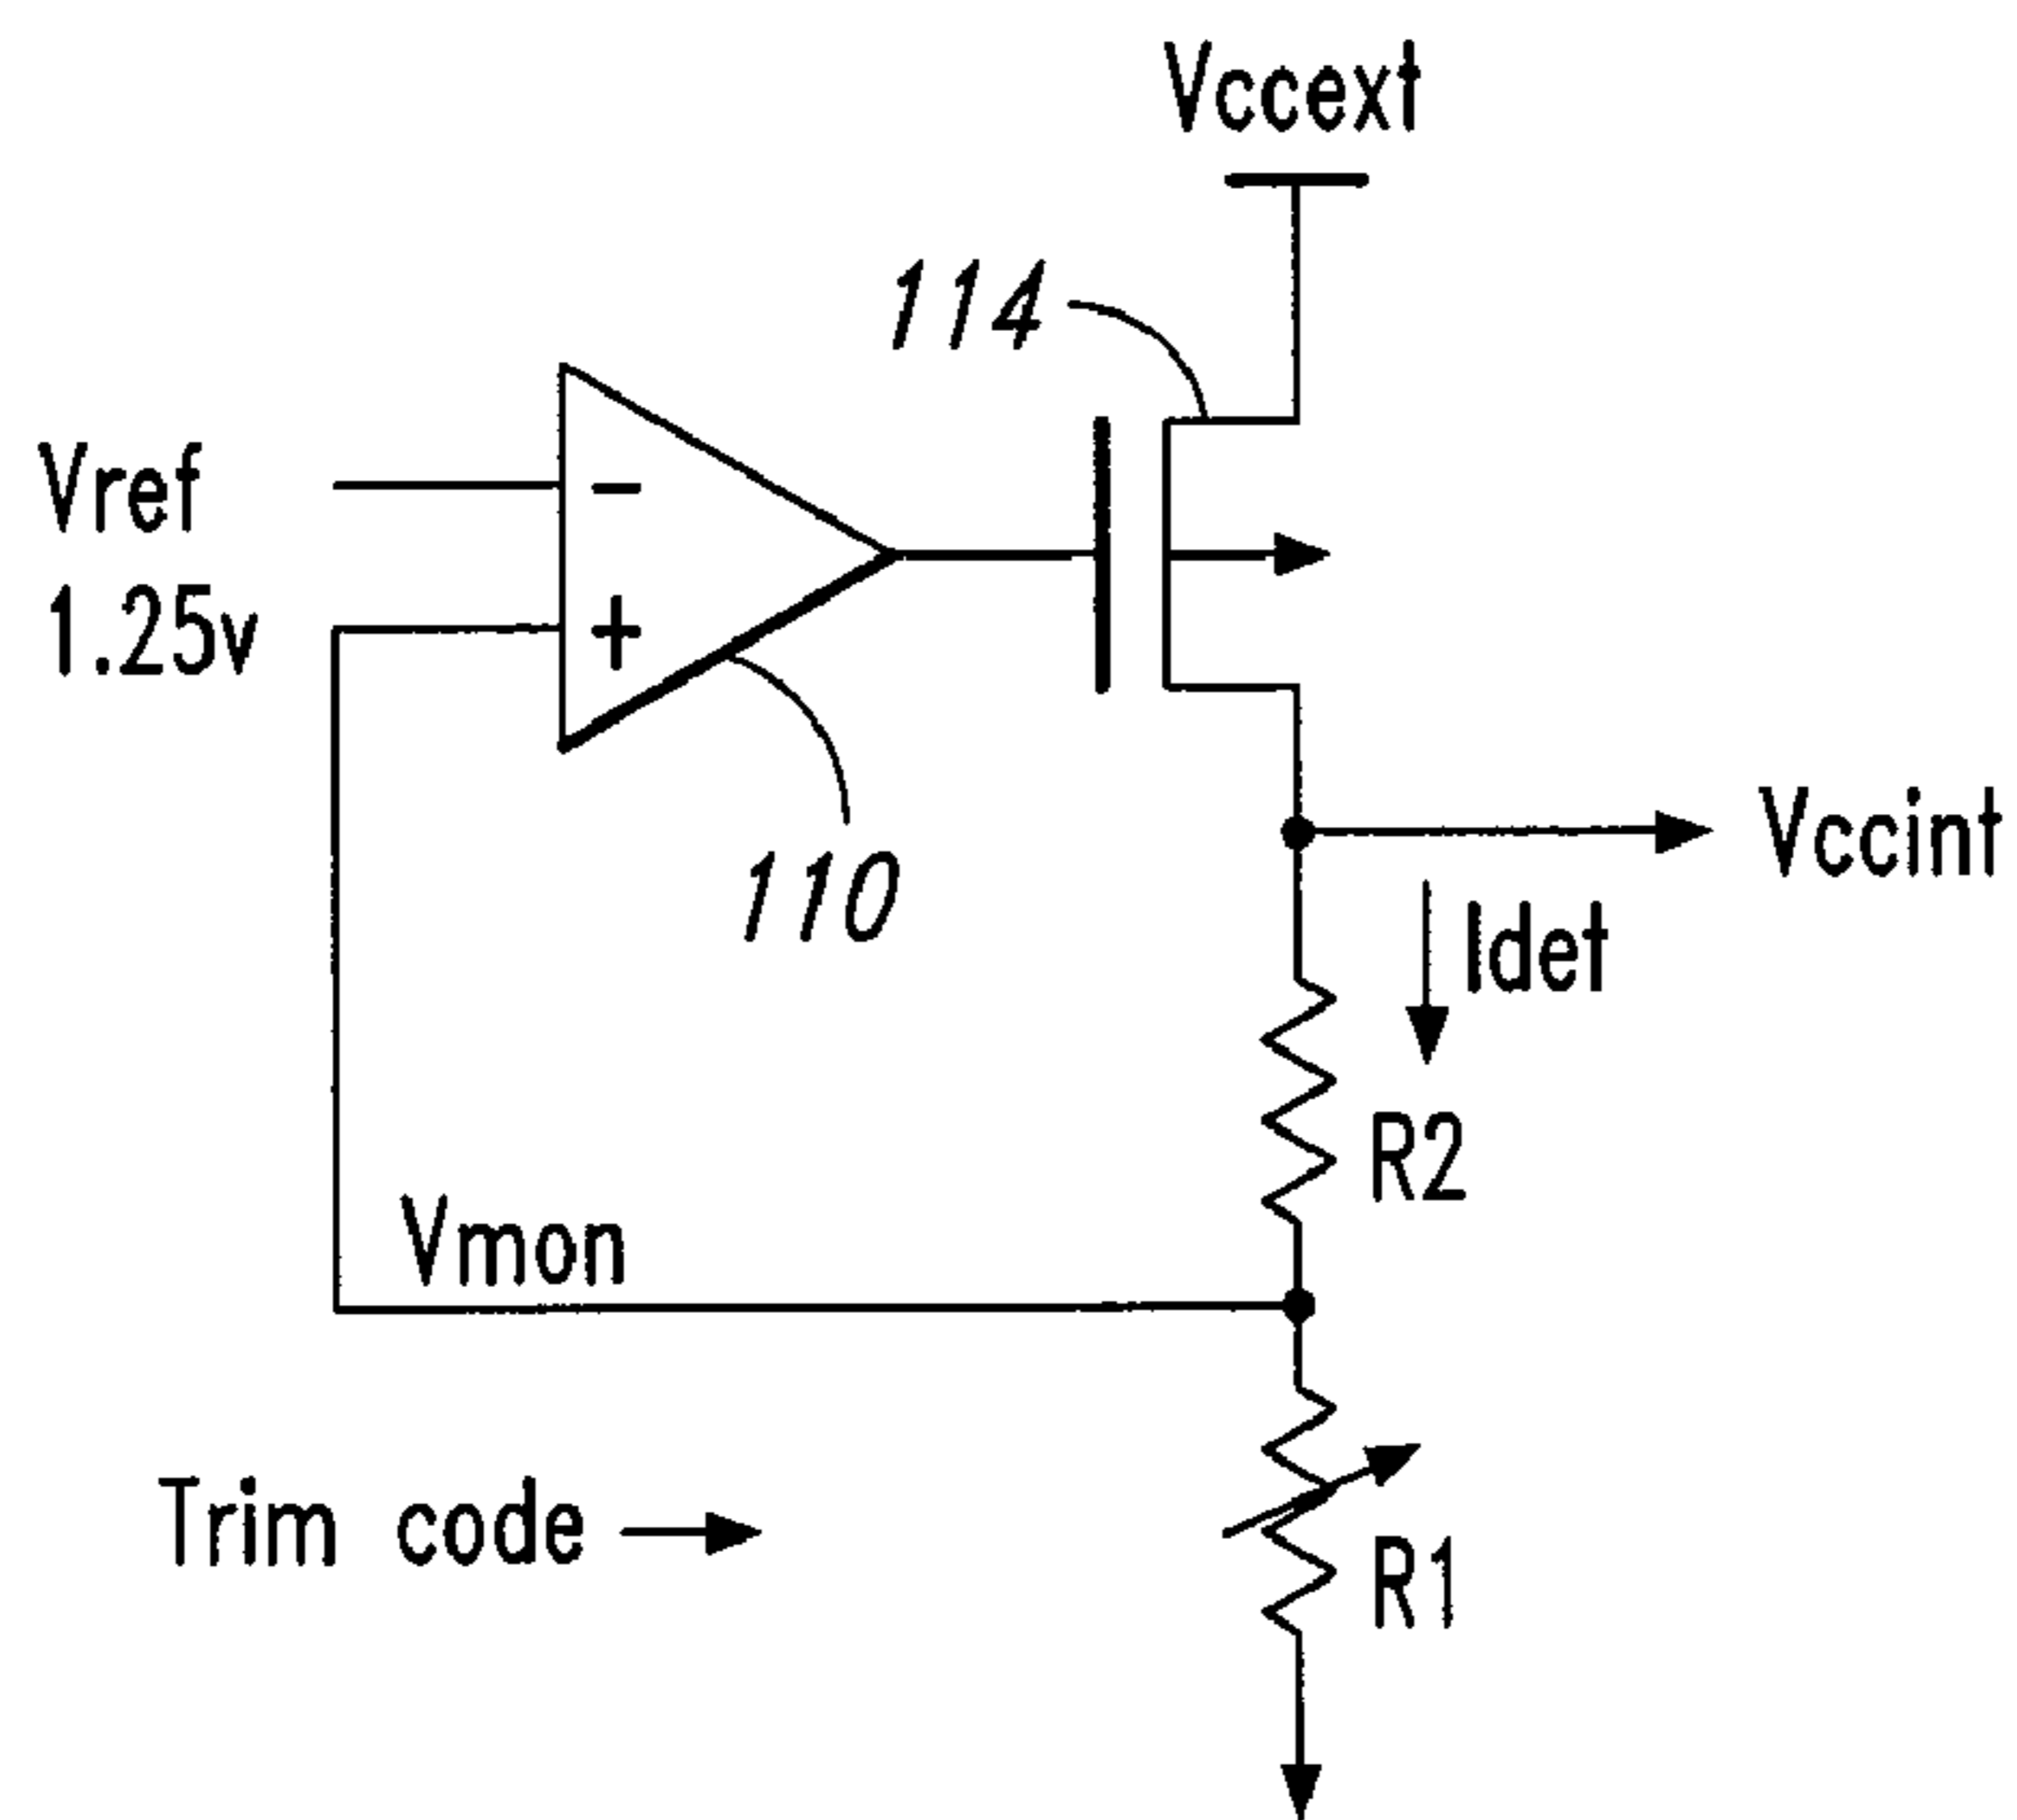 Vccext
114
Vref
1.25v
-
+
110
Vccint
Idet
R2
Vmon
Trim code
R1